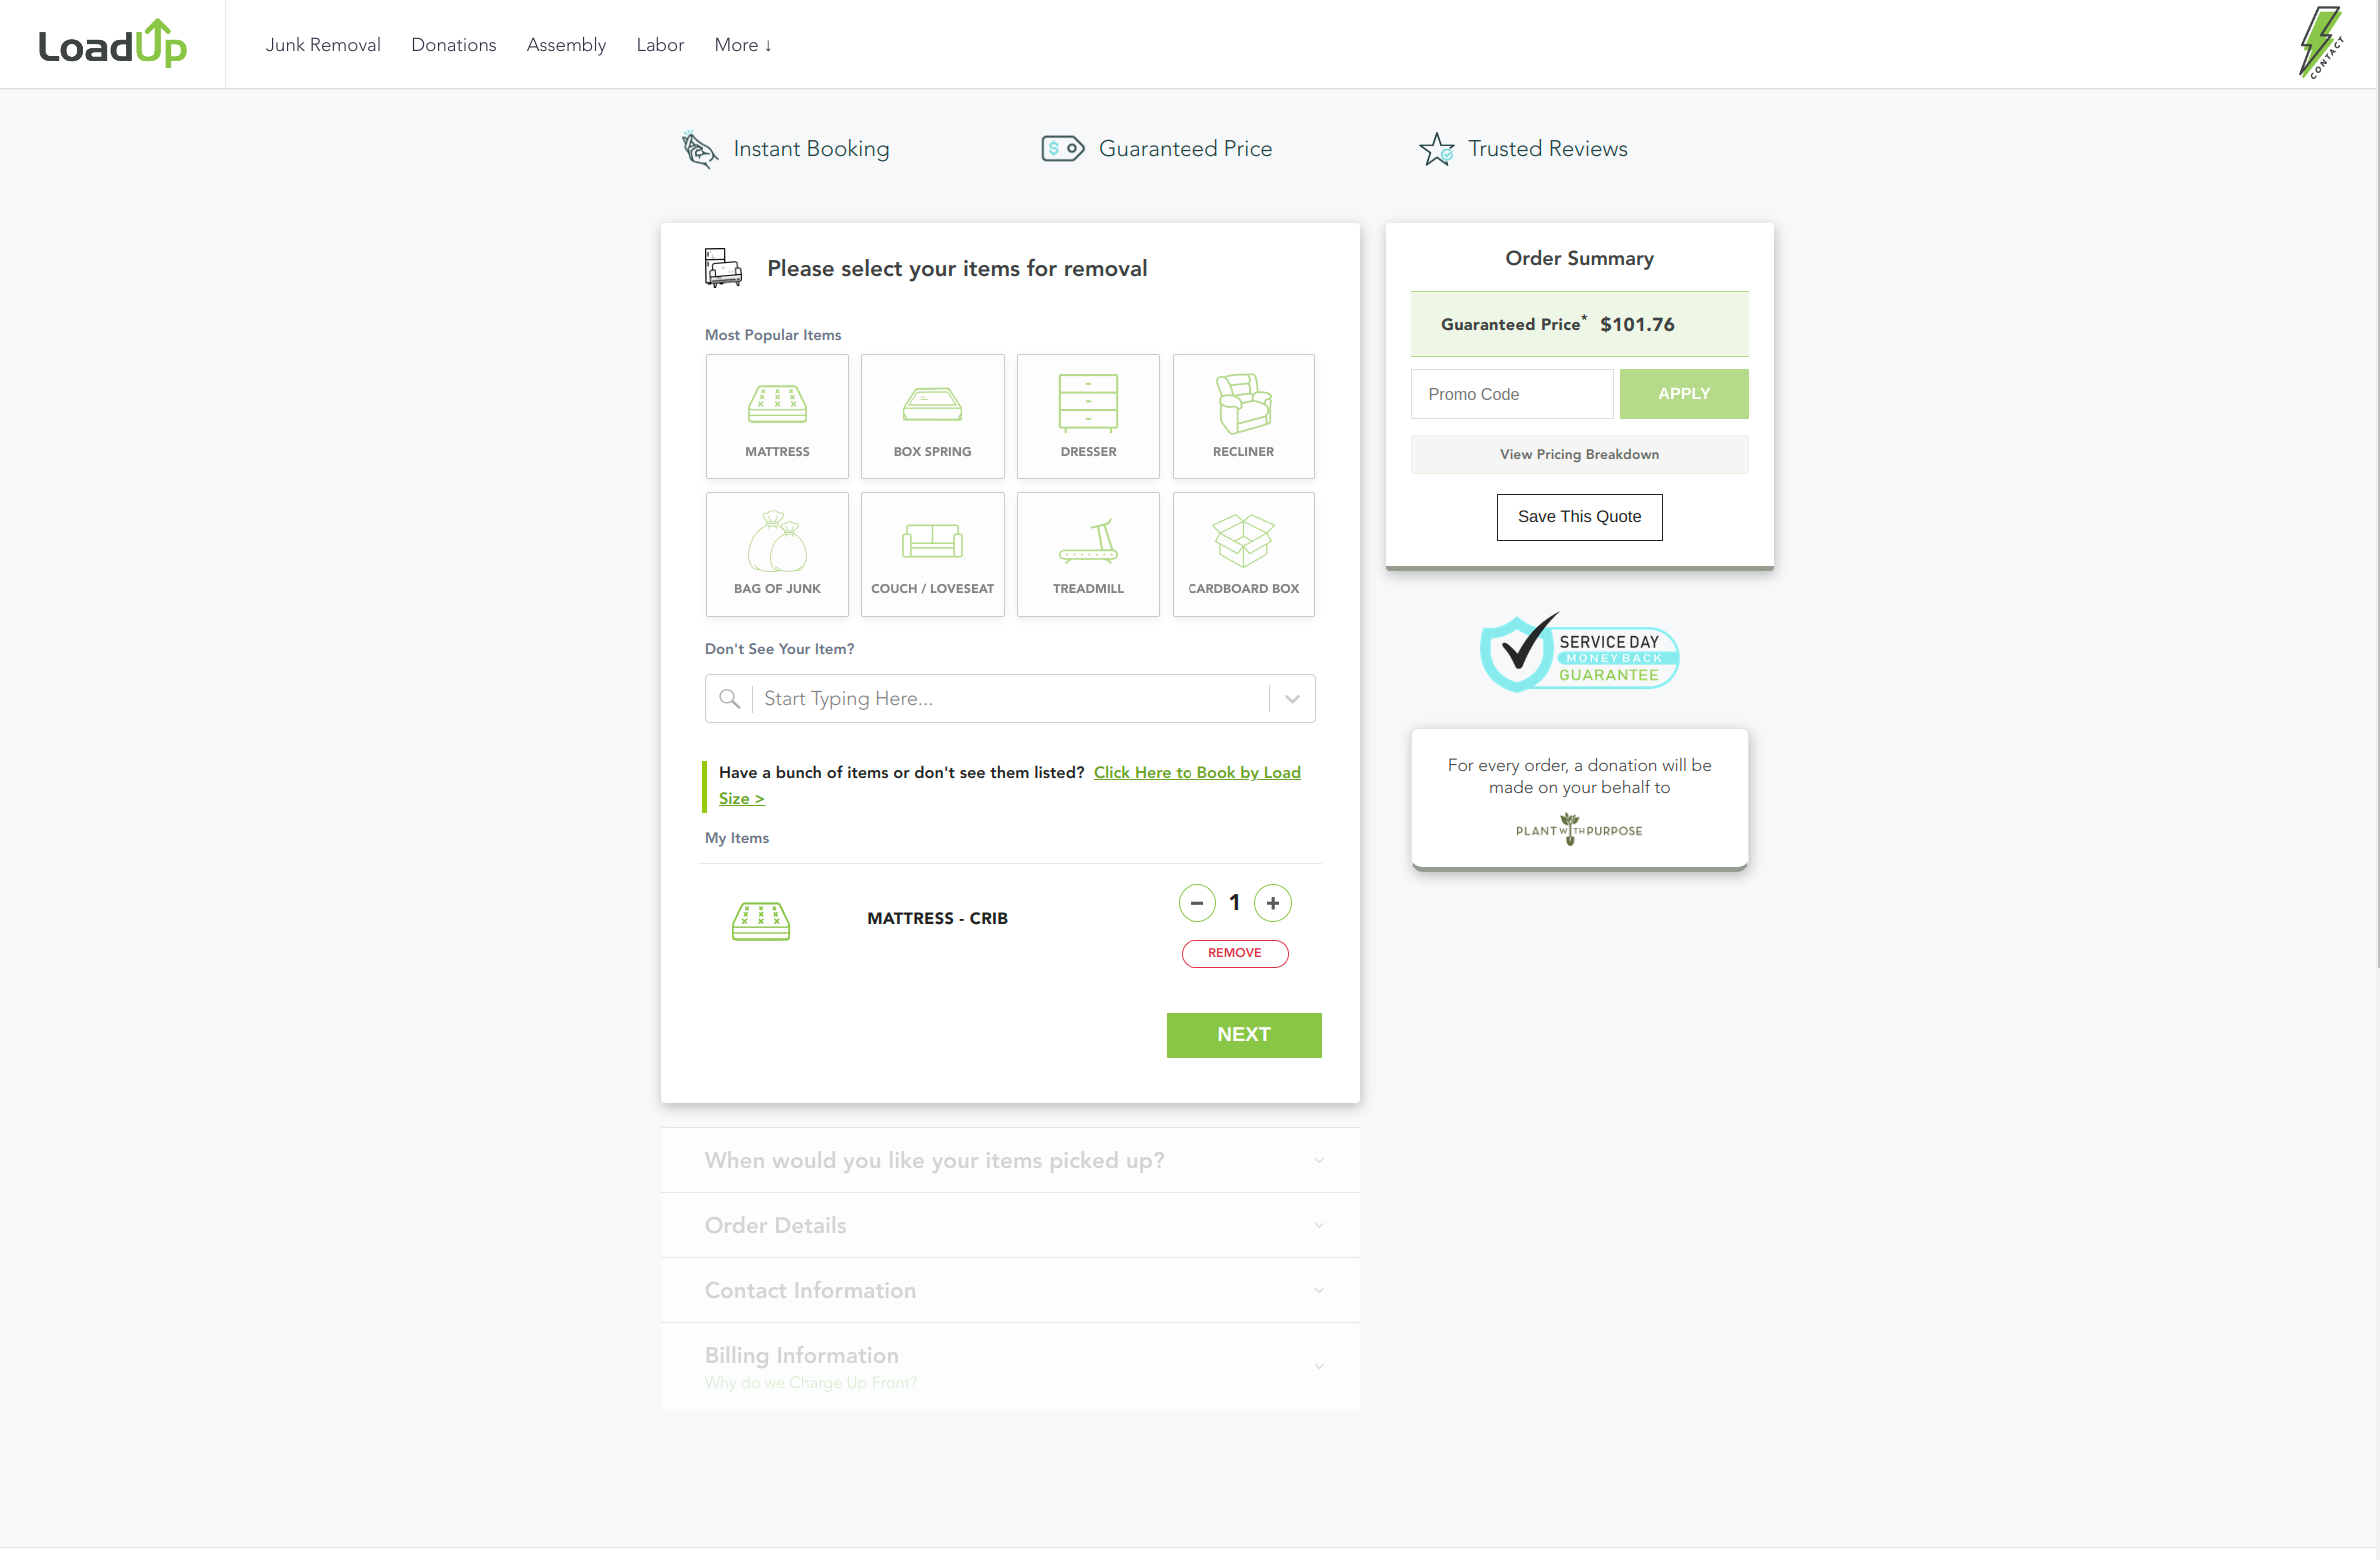 LoadUp
Junk Removal
Donations
Assembly
Labor
More ↓
CONTACT
Instant Booking
Guaranteed Price
Trusted Reviews
Please select your items for removal
Most Popular Items
MATTRESS
BOX SPRING
DRESSER
RECLINER
BAG OF JUNK
COUCH / LOVESEAT
TREADMILL
CARDBOARD BOX
Don't See Your Item?
Start Typing Here...
Have a bunch of items or don't see them listed? Click Here to Book by Load
Size >
My Items
MATTRESS - CRIB
− 1 +
REMOVE
NEXT
When would you like your items picked up?
Order Details
Contact Information
Billing Information
Why do we Charge Up Front?
Order Summary
Guaranteed Price* $101.76
Promo Code
APPLY
View Pricing Breakdown
Save This Quote
SERVICE DAY
MONEY BACK
GUARANTEE
For every order, a donation will be
made on your behalf to
PLANT WITH PURPOSE